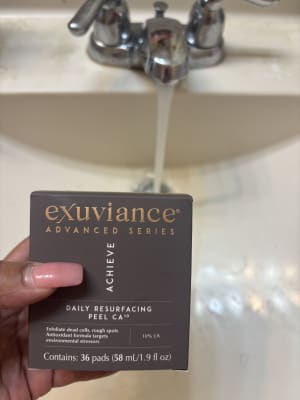 exuviance®
ADVANCED SERIES
ACHIEVE
DAILY RESURFACING
PEEL CA¹⁰
Exfoliate dead cells, rough spots
Antioxidant formula targets
environmental stressors
10% CA
Contains: 36 pads (58 mL/1.9 fl oz)